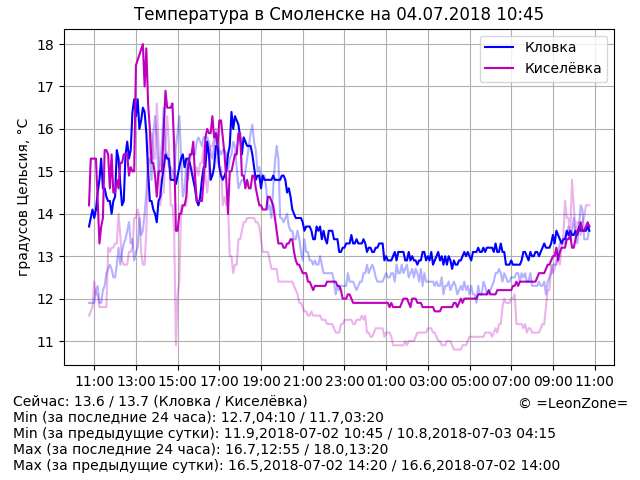 Температура в Смоленске на 04.07.2018 10:45
Кловка
Киселёвка
градусов Цельсия, °C
18
17
16
15
14
13
12
11
11:00 13:00 15:00 17:00 19:00 21:00 23:00 01:00 03:00 05:00 07:00 09:00 11:00
Сейчас: 13.6 / 13.7 (Кловка / Киселёвка)
© =LeonZone=
Min (за последние 24 часа): 12.7,04:10 / 11.7,03:20
Min (за предыдущие сутки): 11.9,2018-07-02 10:45 / 10.8,2018-07-03 04:15
Max (за последние 24 часа): 16.7,12:55 / 18.0,13:20
Max (за предыдущие сутки): 16.5,2018-07-02 14:20 / 16.6,2018-07-02 14:00